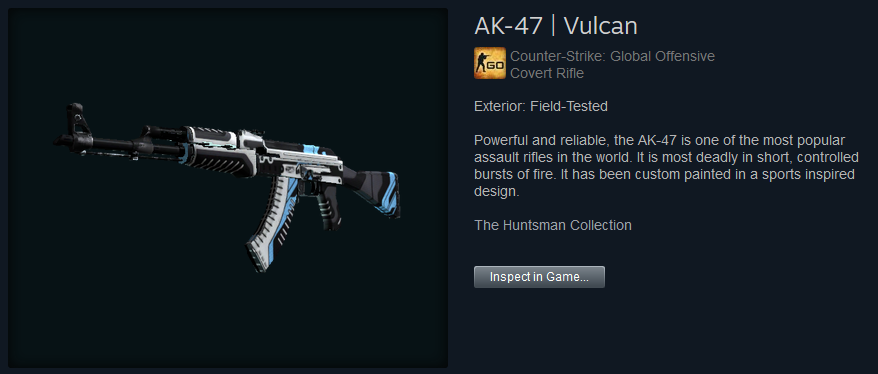 AK-47 | Vulcan
GO
Counter-Strike: Global Offensive
Covert Rifle
Exterior: Field-Tested
Powerful and reliable, the AK-47 is one of the most popular
assault rifles in the world. It is most deadly in short, controlled
bursts of fire. It has been custom painted in a sports inspired
design.
The Huntsman Collection
Inspect in Game...